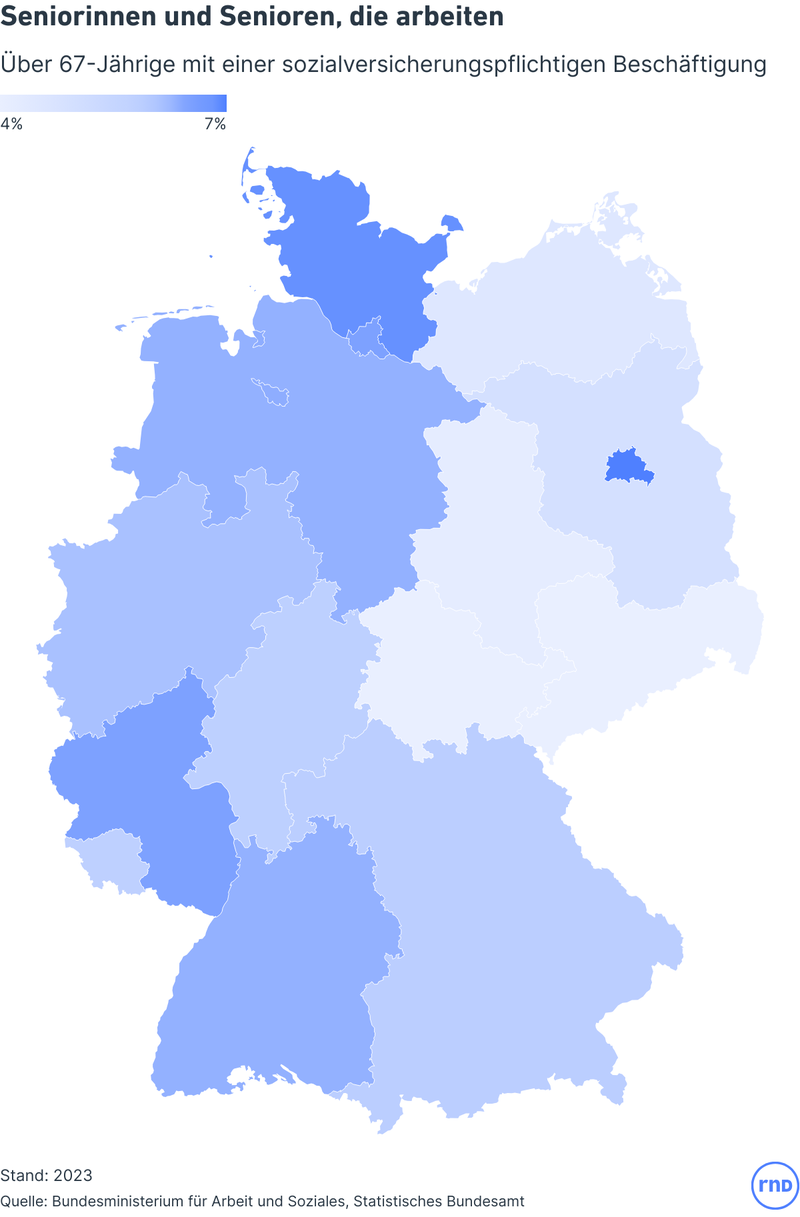 Seniorinnen und Senioren, die arbeiten
Über 67-Jährige mit einer sozialversicherungspflichtigen Beschäftigung
4% 7%
Stand: 2023
Quelle: Bundesministerium für Arbeit und Soziales, Statistisches Bundesamt
rnd